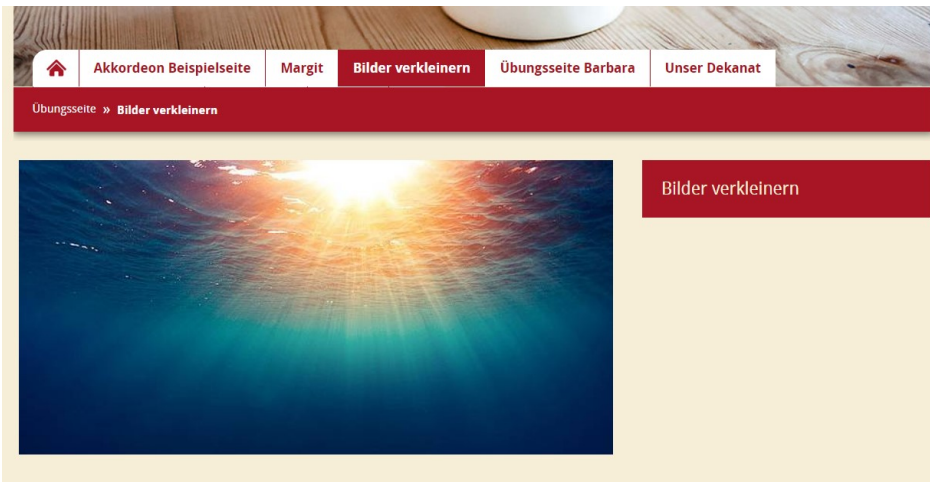 Akkordeon Beispielseite Margit Bilder verkleinern Übungsseite Barbara Unser Dekanat
Übungsseite » Bilder verkleinern
Bilder verkleinern